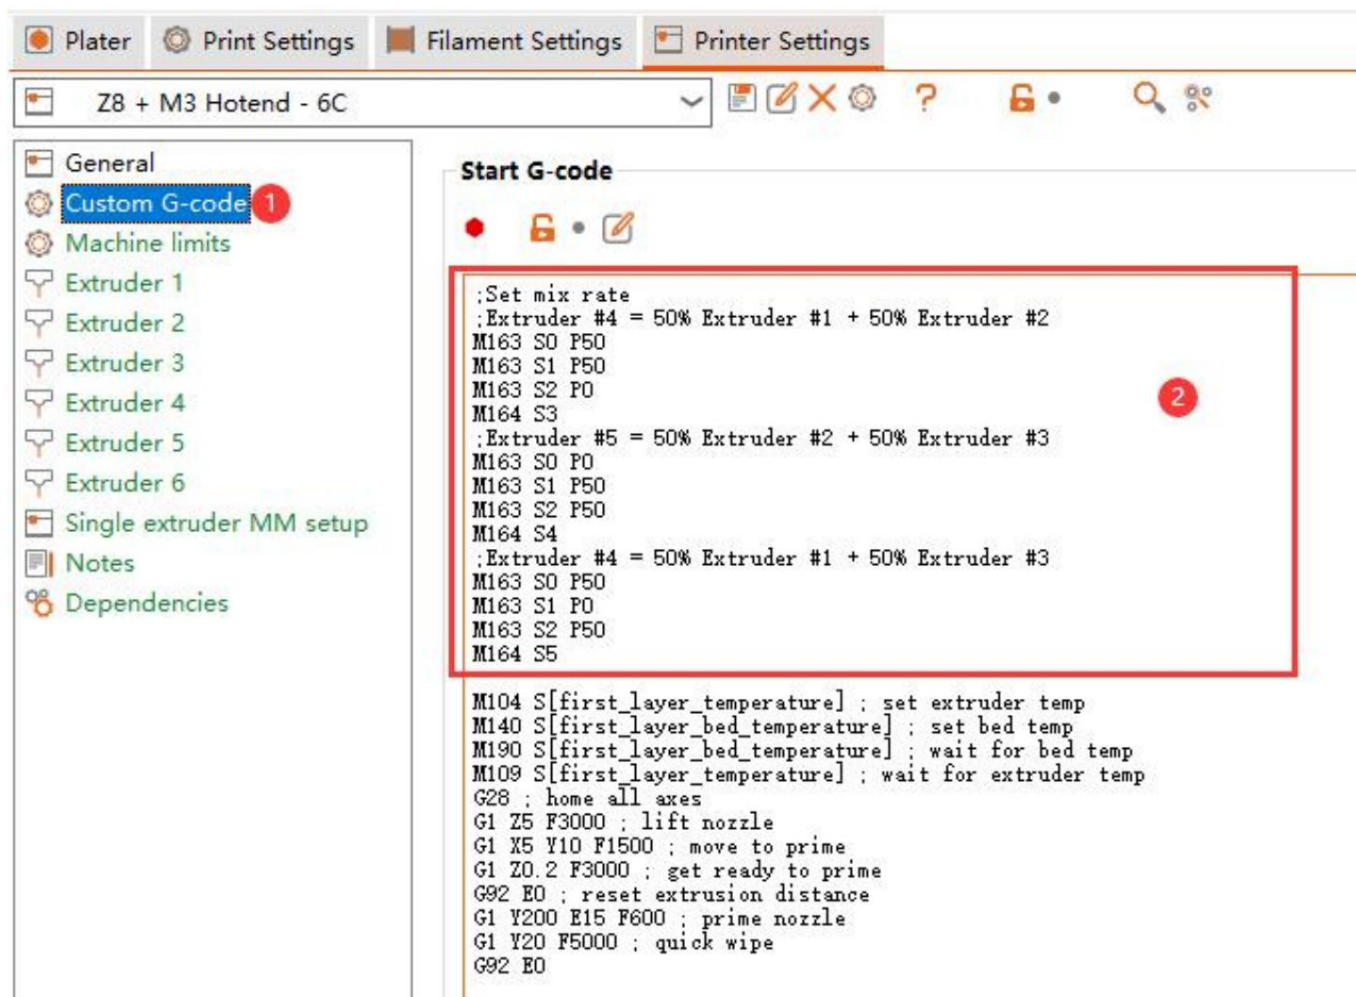 Plater Print Settings Filament Settings Printer Settings
Z8 + M3 Hotend - 6C ?
General
Custom G-code 1
Machine limits
Extruder 1
Extruder 2
Extruder 3
Extruder 4
Extruder 5
Extruder 6
Single extruder MM setup
Notes
Dependencies
Start G-code
;Set mix rate
;Extruder #4 = 50% Extruder #1 + 50% Extruder #2
M163 S0 P50
M163 S1 P50
M163 S2 P0
M164 S3
;Extruder #5 = 50% Extruder #2 + 50% Extruder #3
M163 S0 P0
M163 S1 P50
M163 S2 P50
M164 S4
;Extruder #4 = 50% Extruder #1 + 50% Extruder #3
M163 S0 P50
M163 S1 P0
M163 S2 P50
M164 S5
2
M104 S[first_layer_temperature] ; set extruder temp
M140 S[first_layer_bed_temperature] ; set bed temp
M190 S[first_layer_bed_temperature] ; wait for bed temp
M109 S[first_layer_temperature] ; wait for extruder temp
G28 ; home all axes
G1 Z5 F3000 ; lift nozzle
G1 X5 Y10 F1500 ; move to prime
G1 Z0.2 F3000 ; get ready to prime
G92 E0 ; reset extrusion distance
G1 Y200 E15 F600 ; prime nozzle
G1 Y20 F5000 ; quick wipe
G92 E0